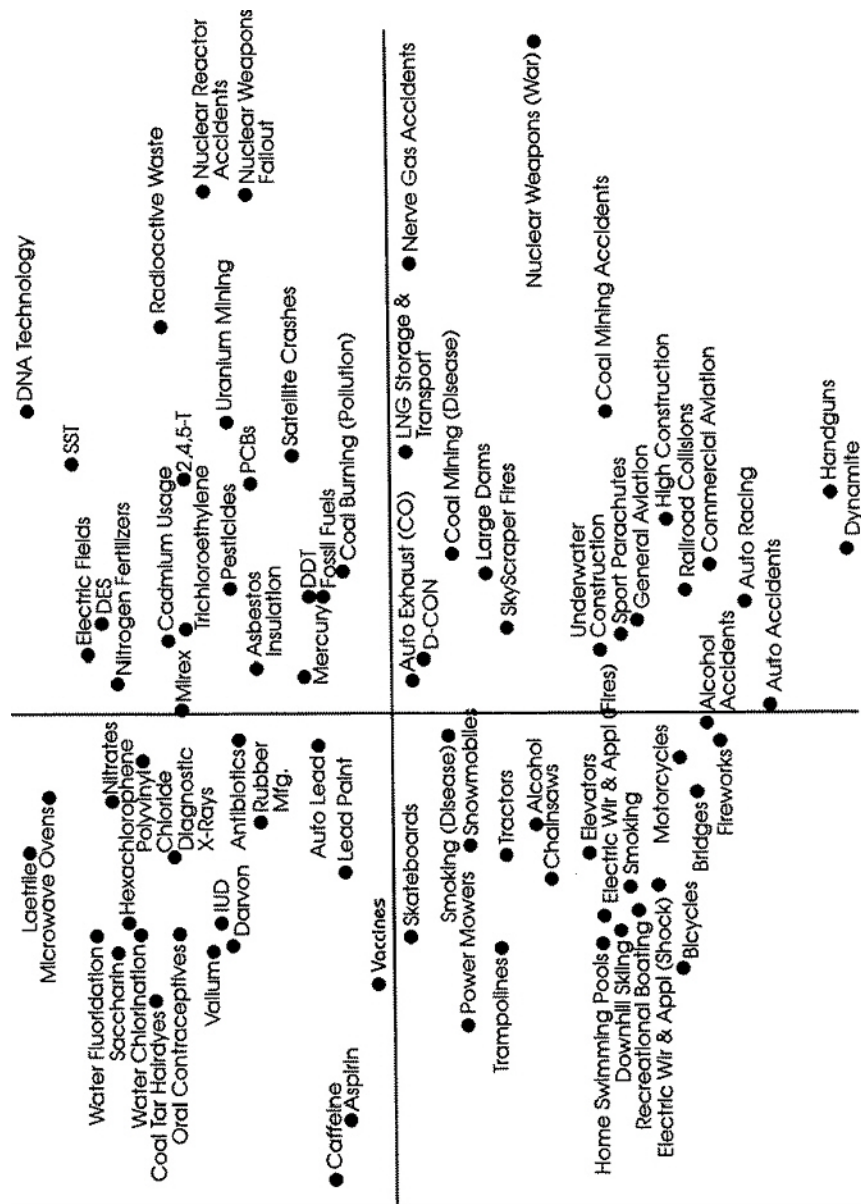 Laetrile
Microwave Ovens
Water Fluoridation
Saccharin
Nitrates
Water Chlorination
Hexachlorophene
Coal Tar Hairdyes
Polyvinyl
Chloride
Oral Contraceptives
Diagnostic
X-Rays
Valium
IUD
Darvon
Antibiotics
Rubber
Mfg.
Auto Lead
Lead Paint
Vaccines
Caffeine
Aspirin
DNA Technology
SST
Electric Fields
DES
Nitrogen Fertilizers
Radioactive Waste
Cadmium Usage
Mirex
2,4,5-T
Trichloroethylene
Nuclear Reactor
Accidents
Uranium Mining
Pesticides
Nuclear Weapons
Fallout
PCBs
Asbestos
Insulation
Satellite Crashes
Mercury
DDT
Fossil Fuels
Coal Burning (Pollution)
Skateboards
Smoking (Disease)
Power Mowers
Snowmobiles
Trampolines
Tractors
Alcohol
Chainsaws
Elevators
Home Swimming Pools
Electric Wir & Appl (Fires)
Downhill Skiing
Smoking
Recreational Boating
Electric Wir & Appl (Shock)
Motorcycles
Bicycles
Bridges
Fireworks
Auto Exhaust (CO)
D-CON
LNG Storage &
Transport
Nerve Gas Accidents
Coal Mining (Disease)
Large Dams
SkyScraper Fires
Nuclear Weapons (War)
Underwater
Construction
Coal Mining Accidents
Sport Parachutes
General Aviation
High Construction
Railroad Collisions
Alcohol
Accidents
Commercial Aviation
Auto Racing
Auto Accidents
Handguns
Dynamite